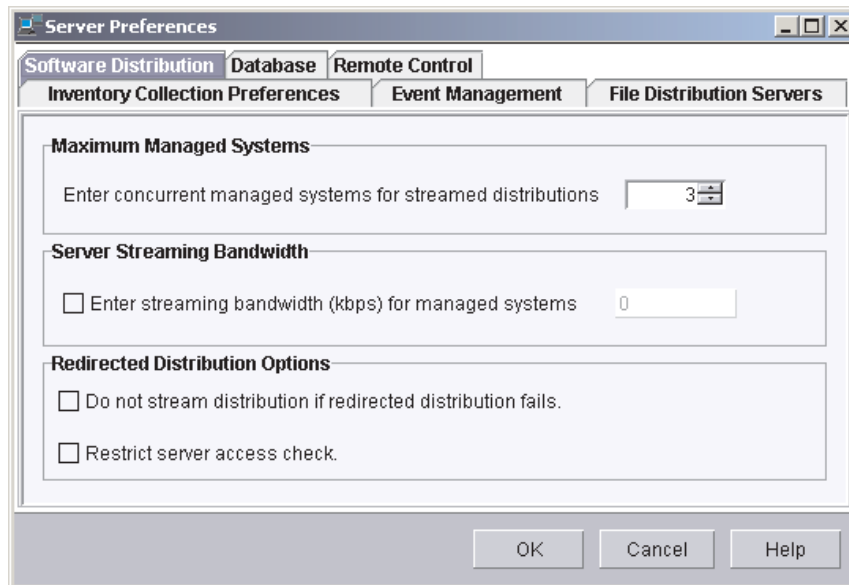 Server Preferences
Software Distribution Database Remote Control
Inventory Collection Preferences Event Management File Distribution Servers
Maximum Managed Systems
Enter concurrent managed systems for streamed distributions 3
Server Streaming Bandwidth
Enter streaming bandwidth (kbps) for managed systems 0
Redirected Distribution Options
Do not stream distribution if redirected distribution fails.
Restrict server access check.
OK Cancel Help